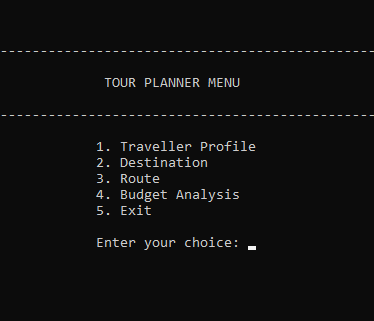 ------------------------------------------------
TOUR PLANNER MENU
------------------------------------------------
1. Traveller Profile
2. Destination
3. Route
4. Budget Analysis
5. Exit
Enter your choice: